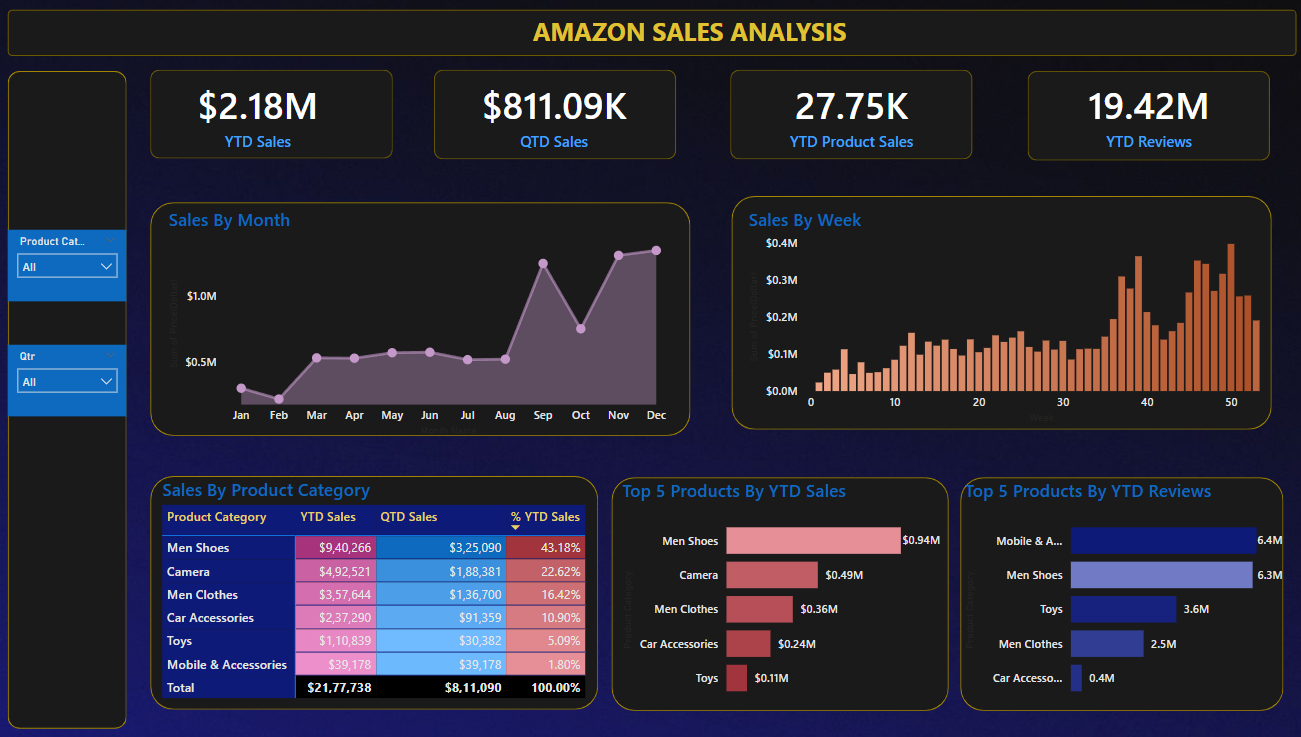 AMAZON SALES ANALYSIS
$2.18M
YTD Sales
$811.09K
QTD Sales
27.75K
YTD Product Sales
19.42M
YTD Reviews
Product Cat...
All
Qtr
All
Sales By Month
$1.0M
$0.5M
Jan Feb Mar Apr May Jun Jul Aug Sep Oct Nov Dec
Month Name
Sales By Week
$0.4M
$0.3M
$0.2M
$0.1M
$0.0M
0 10 20 30 40 50
Week
Sales By Product Category
Product Category YTD Sales QTD Sales % YTD Sales
Men Shoes $9,40,266 $3,25,090 43.18%
Camera $4,92,521 $1,88,381 22.62%
Men Clothes $3,57,644 $1,36,700 16.42%
Car Accessories $2,37,290 $91,359 10.90%
Toys $1,10,839 $30,382 5.09%
Mobile & Accessories $39,178 $39,178 1.80%
Total $21,77,738 $8,11,090 100.00%
Top 5 Products By YTD Sales
Product Category
Men Shoes $0.94M
Camera $0.49M
Men Clothes $0.36M
Car Accessories $0.24M
Toys $0.11M
Top 5 Products By YTD Reviews
Product Category
Mobile & A... 6.4M
Men Shoes 6.3M
Toys 3.6M
Men Clothes 2.5M
Car Accesso... 0.4M